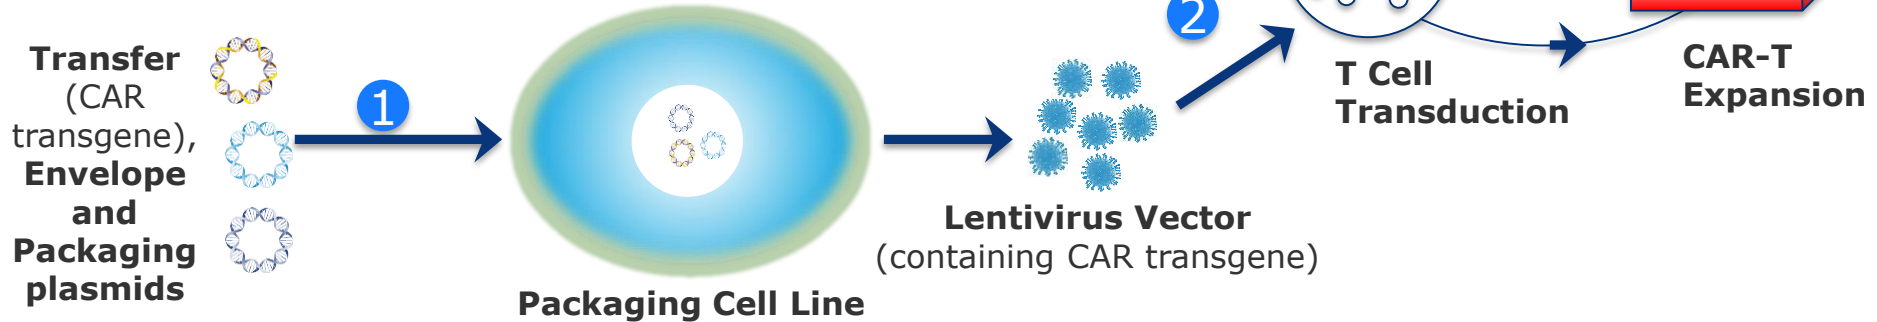 Transfer
(CAR
transgene),
Envelope
and
Packaging
plasmids
1
Packaging Cell Line
Lentivirus Vector
(containing CAR transgene)
2
T Cell
Transduction
CAR-T
Expansion